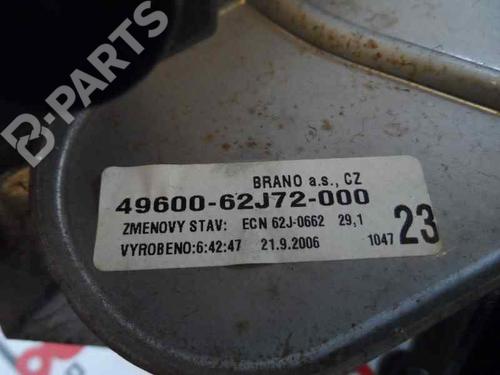 B-PARTS
BRANO a.s., CZ
49600-62J72-000
ZMENOVY STAV: ECN 62J-0662 29,1
VYROBENO:6:42:47 21.9.2006 1047 23